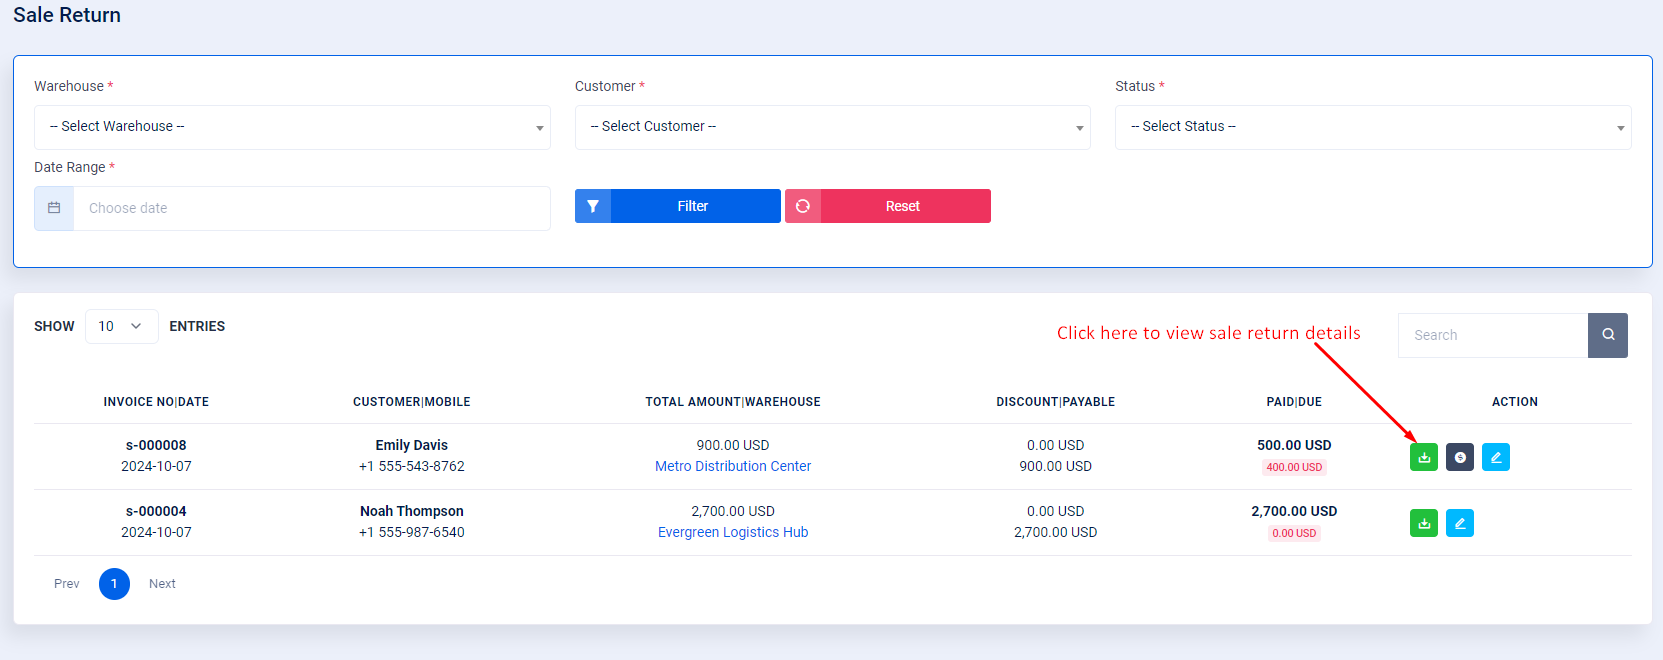 Sale Return
Warehouse *
Customer *
Status *
-- Select Warehouse --
-- Select Customer --
-- Select Status --
Date Range *
Choose date
Filter
Reset
SHOW 10 ENTRIES
Click here to view sale return details
Search
INVOICE NO|DATE CUSTOMER|MOBILE TOTAL AMOUNT|WAREHOUSE DISCOUNT|PAYABLE PAID|DUE ACTION
s-000008 Emily Davis 900.00 USD 0.00 USD 500.00 USD
2024-10-07 +1 555-543-8762 Metro Distribution Center 900.00 USD 400.00 USD
s-000004 Noah Thompson 2,700.00 USD 0.00 USD 2,700.00 USD
2024-10-07 +1 555-987-6540 Evergreen Logistics Hub 2,700.00 USD 0.00 USD
Prev 1 Next